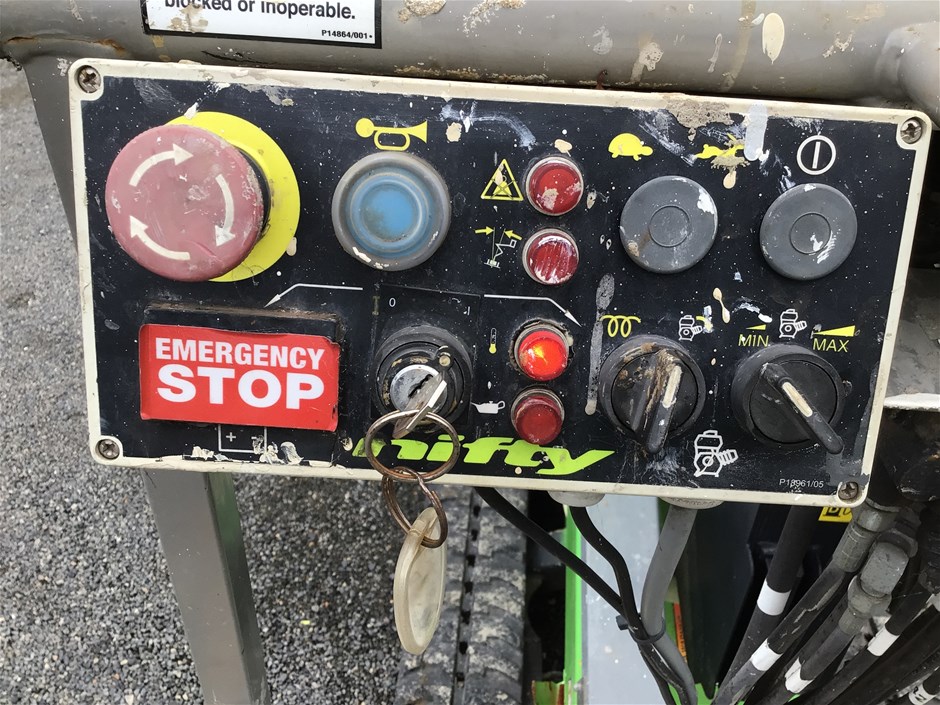 blocked or inoperable.
P14864/001
0
EMERGENCY
STOP
MIN
MAX
nifty
P18961/05